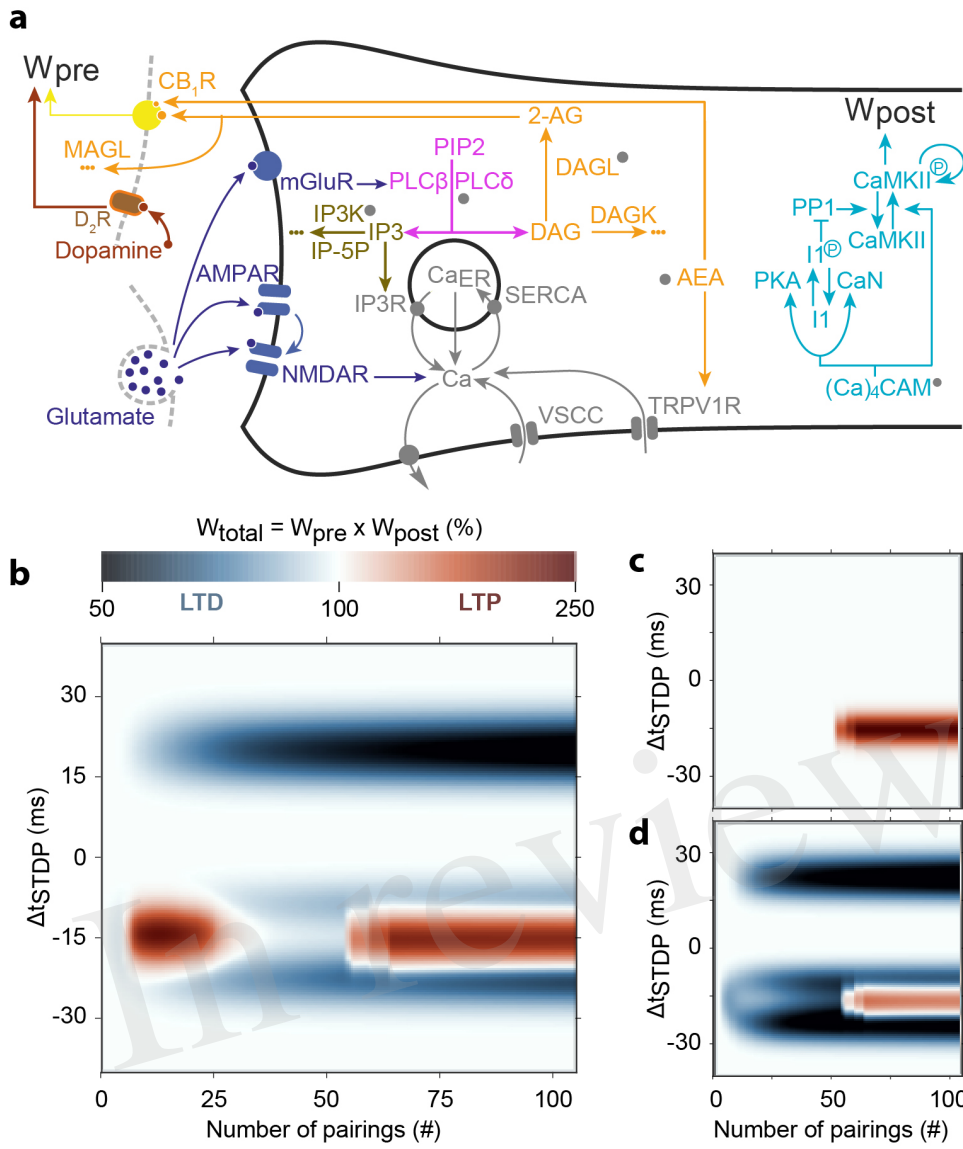 a
Wpre
CB1R
MAGL
D2R
Dopamine
Glutamate
AMPAR
NMDAR
mGluR
PIP2
PLCβ
PLCδ
IP3K
IP-5P
IP3
DAG
2-AG
DAGL
DAGK
AEA
CaER
IP3R
SERCA
Ca
VSCC
TRPV1R
Wpost
CaMKII
P
PP1
CaMKII
I1
P
PKA
CaN
I1
(Ca)4CAM
Wtotal = Wpre x Wpost (%)
b
LTD
LTP
50
100
250
ΔtSTDP (ms)
30
15
0
-15
-30
0
25
50
75
100
Number of pairings (#)
c
ΔtSTDP (ms)
30
0
-30
d
ΔtSTDP (ms)
30
0
-30
0
25
50
75
100
Number of pairings (#)
In review